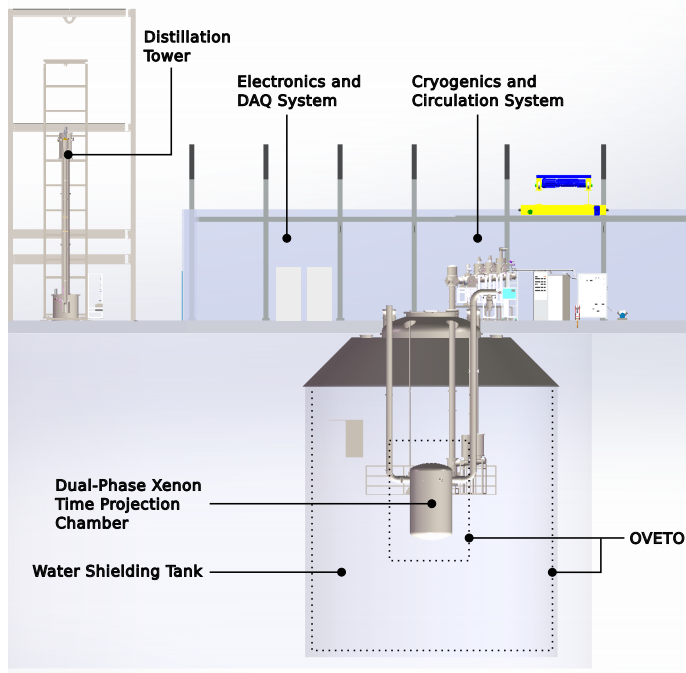 Distillation
Tower
Electronics and
DAQ System
Cryogenics and
Circulation System
Dual-Phase Xenon
Time Projection
Chamber
OVETO
Water Shielding Tank